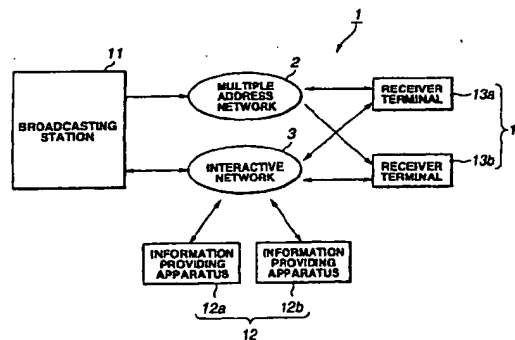 1
11
BROADCASTING
STATION
2
MULTIPLE
ADDRESS
NETWORK
3
INTERACTIVE
NETWORK
RECEIVER
TERMINAL
13a
RECEIVER
TERMINAL
13b
1
INFORMATION
PROVIDING
APPARATUS
12a
INFORMATION
PROVIDING
APPARATUS
12b
12